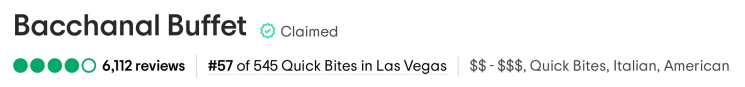 Bacchanal Buffet Claimed
6,112 reviews #57 of 545 Quick Bites in Las Vegas $$ - $$$, Quick Bites, Italian, American